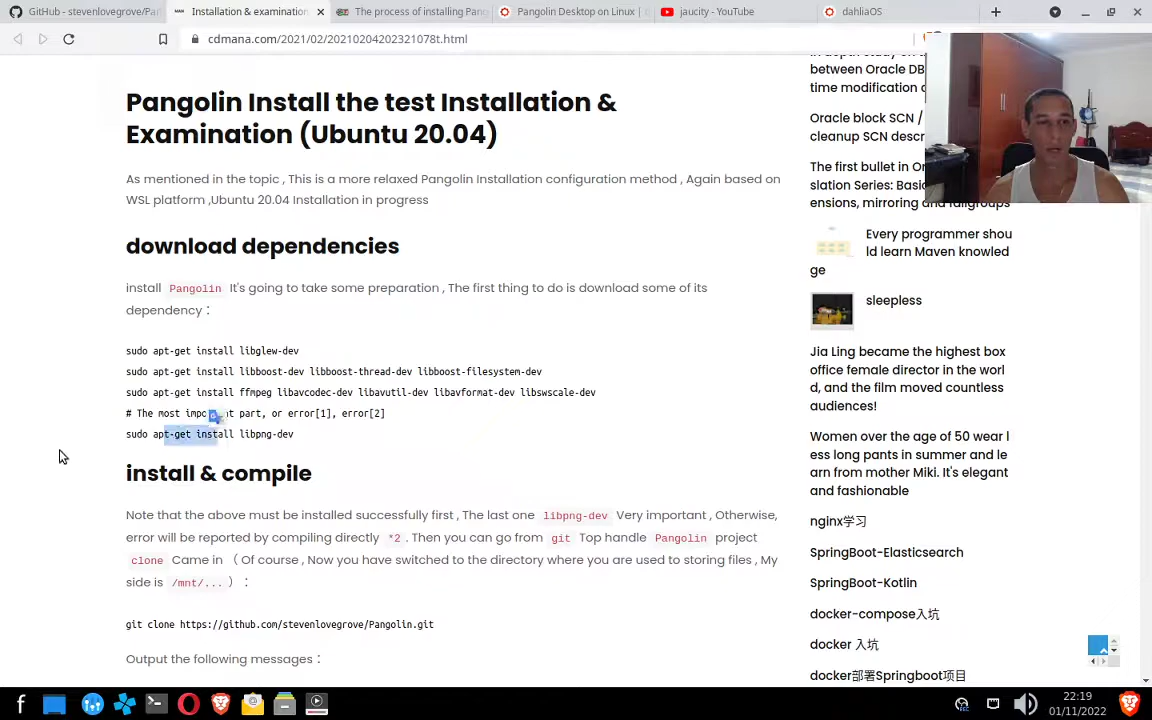 GitHub - stevenlovegrove/Par
Installation & examination
The process of installing Pang
Pangolin Desktop on Linux |
jaucity - YouTube
dahliaOS
cdmana.com/2021/02/20210204202321078t.html
Pangolin Install the test Installation &
Examination (Ubuntu 20.04)
As mentioned in the topic , This is a more relaxed Pangolin Installation configuration method , Again based on
WSL platform ,Ubuntu 20.04 Installation in progress
download dependencies
install Pangolin It's going to take some preparation , The first thing to do is download some of its
dependency：
sudo apt-get install libglew-dev
sudo apt-get install libboost-dev libboost-thread-dev libboost-filesystem-dev
sudo apt-get install ffmpeg libavcodec-dev libavutil-dev libavformat-dev libswscale-dev
# The most impo t part, or error[1], error[2]
sudo apt-get install libpng-dev
install & compile
Note that the above must be installed successfully first , The last one libpng-dev Very important , Otherwise,
error will be reported by compiling directly *2 . Then you can go from git Top handle Pangolin project
clone Came in （ Of course , Now you have switched to the directory where you are used to storing files , My
side is /mnt/... ）：
git clone https://github.com/stevenlovegrove/Pangolin.git
Output the following messages：
between Oracle DB
time modification
Oracle block SCN /
cleanup SCN descr
The first bullet in Or
slation Series: Basic
ensions, mirroring and failgroups
Every programmer shou
ld learn Maven knowled
ge
sleepless
Jia Ling became the highest box
office female director in the worl
d, and the film moved countless
audiences!
Women over the age of 50 wear l
ess long pants in summer and le
arn from mother Miki. It's elegant
and fashionable
nginx学习
SpringBoot-Elasticsearch
SpringBoot-Kotlin
docker-compose入坑
docker 入坑
docker部署Springboot项目
22:19
01/11/2022